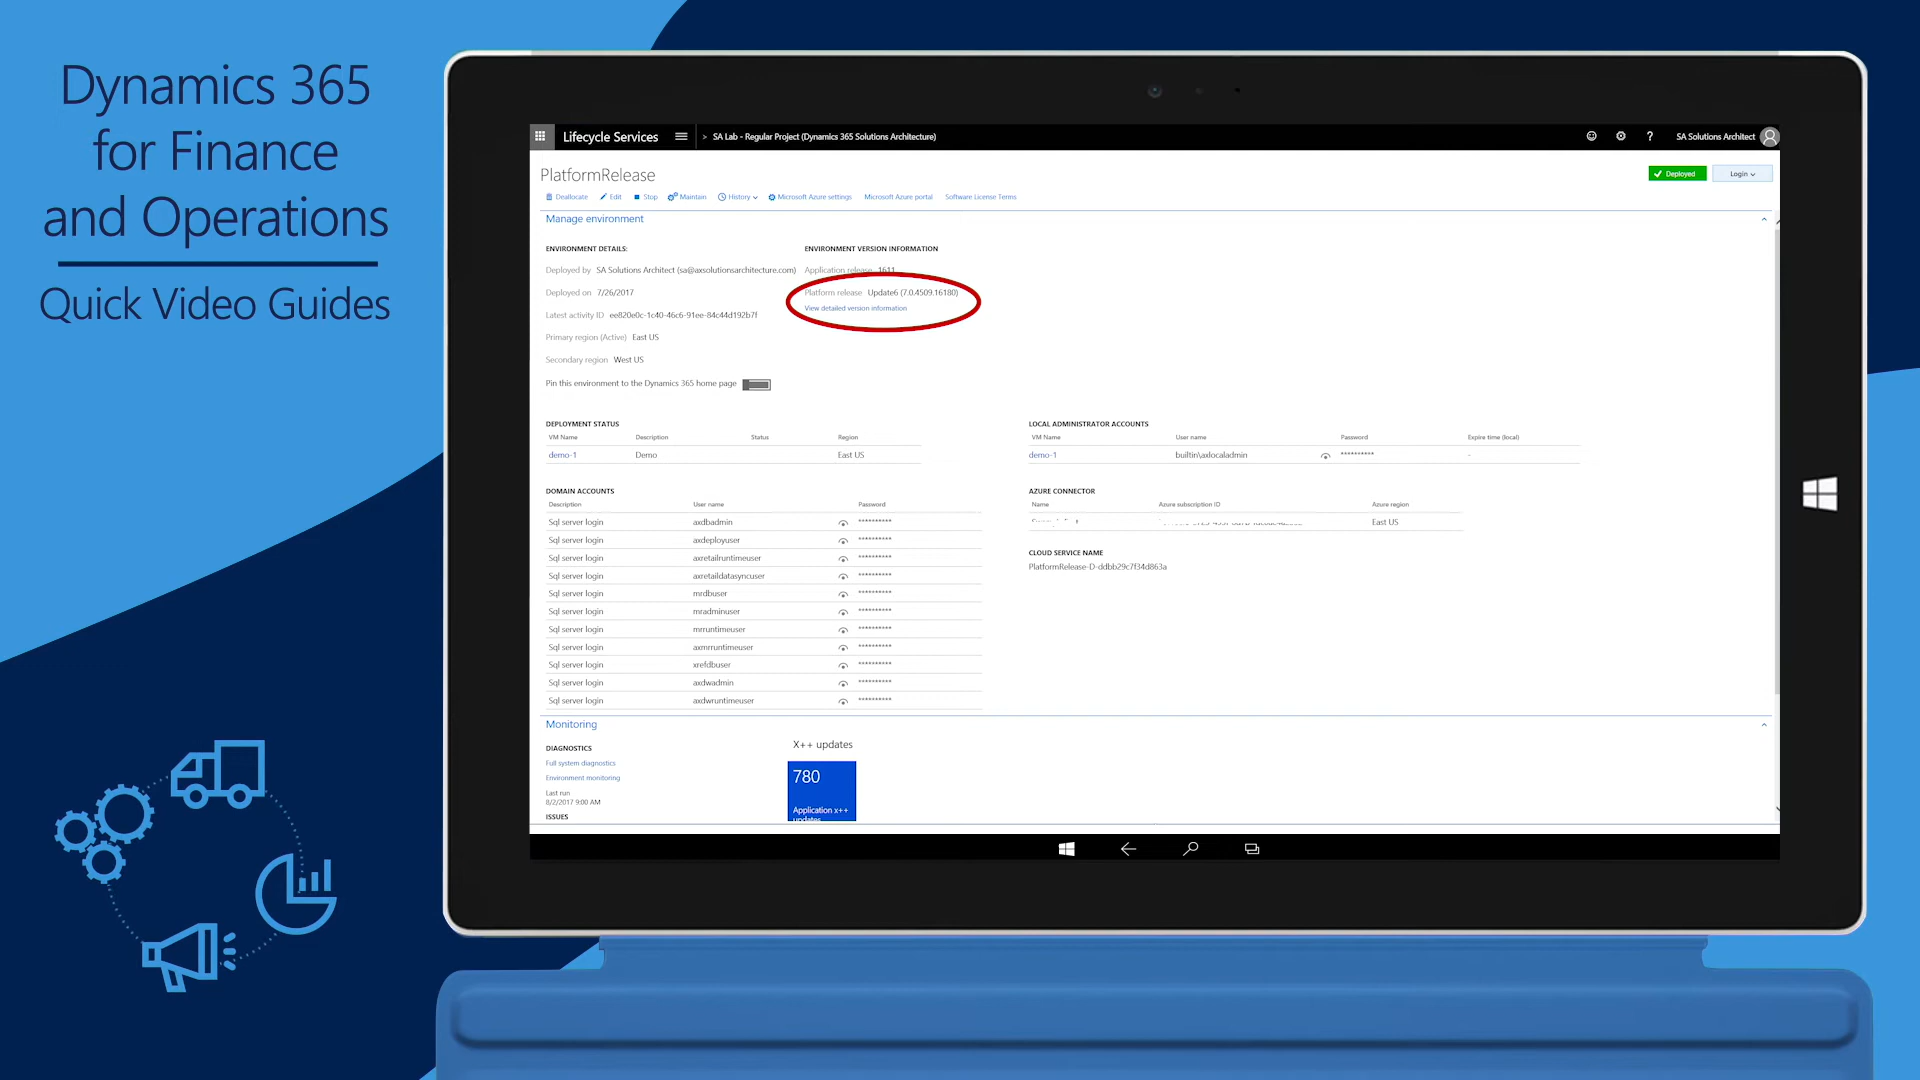 Dynamics 365
for Finance
and Operations
Quick Video Guides
Lifecycle Services > SA Lab - Regular Project (Dynamics 365 Solutions Architecture) ? SA Solutions Architect
PlatformRelease
Deployed
Login
Deallocate Edit Stop Maintain History Microsoft Azure settings Microsoft Azure portal Software License Terms
Manage environment
ENVIRONMENT DETAILS:
Deployed by SA Solutions Architect (sa@axsolutionsarchitecture.com)
Deployed on 7/26/2017
Latest activity ID ee820e0c-1c40-46c6-91ee-84c44d192b7f
Primary region (Active) East US
Secondary region West US
Pin this environment to the Dynamics 365 home page
ENVIRONMENT VERSION INFORMATION
Application release 1611
Platform release Update6 (7.0.4509.16180)
View detailed version information
DEPLOYMENT STATUS
VM Name Description Status Region
demo-1 Demo East US
LOCAL ADMINISTRATOR ACCOUNTS
VM Name User name Password Expire time (local)
demo-1 builtin\axlocaladmin ********** -
DOMAIN ACCOUNTS
Description User name Password
Sql server login axdbadmin **********
Sql server login axdeployuser **********
Sql server login axretailruntimeuser **********
Sql server login axretaildatasyncuser **********
Sql server login mrdbuser **********
Sql server login mradminuser **********
Sql server login mrruntimeuser **********
Sql server login axmrruntimeuser **********
Sql server login xrefdbuser **********
Sql server login axdwadmin **********
Sql server login axdwruntimeuser **********
AZURE CONNECTOR
Name Azure subscription ID Azure region
East US
CLOUD SERVICE NAME
PlatformRelease-D-ddbb29c7f34d863a
Monitoring
DIAGNOSTICS
Full system diagnostics
Environment monitoring
Last run
8/2/2017 9:00 AM
ISSUES
X++ updates
780
Application x++
updates